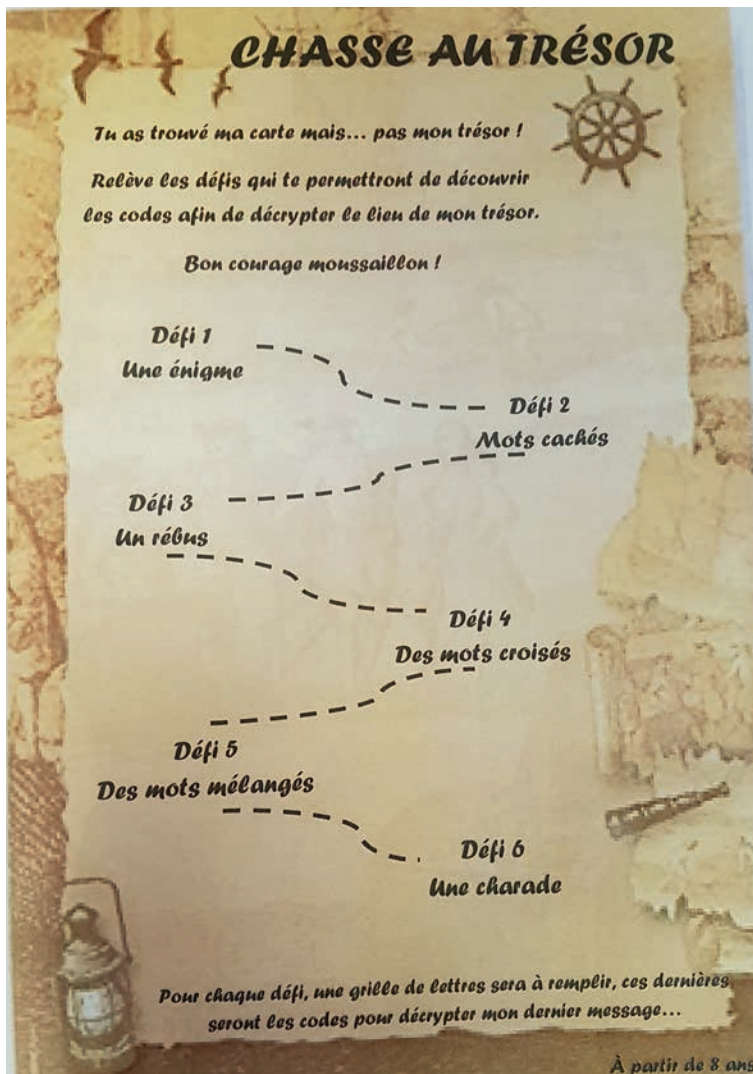 CHASSE AU TRÉSOR
Tu as trouvé ma carte mais... pas mon trésor !
Relève les défis qui te permettront de découvrir
les codes afin de décrypter le lieu de mon trésor.
Bon courage moussaillon !
Défi 1
Une énigme
Défi 2
Mots cachés
Défi 3
Un rébus
Défi 4
Des mots croisés
Défi 5
Des mots mélangés
Défi 6
Une charade
Pour chaque défi, une grille de lettres sera à remplir, ces dernières
seront les codes pour décrypter mon dernier message...
À partir de 8 ans